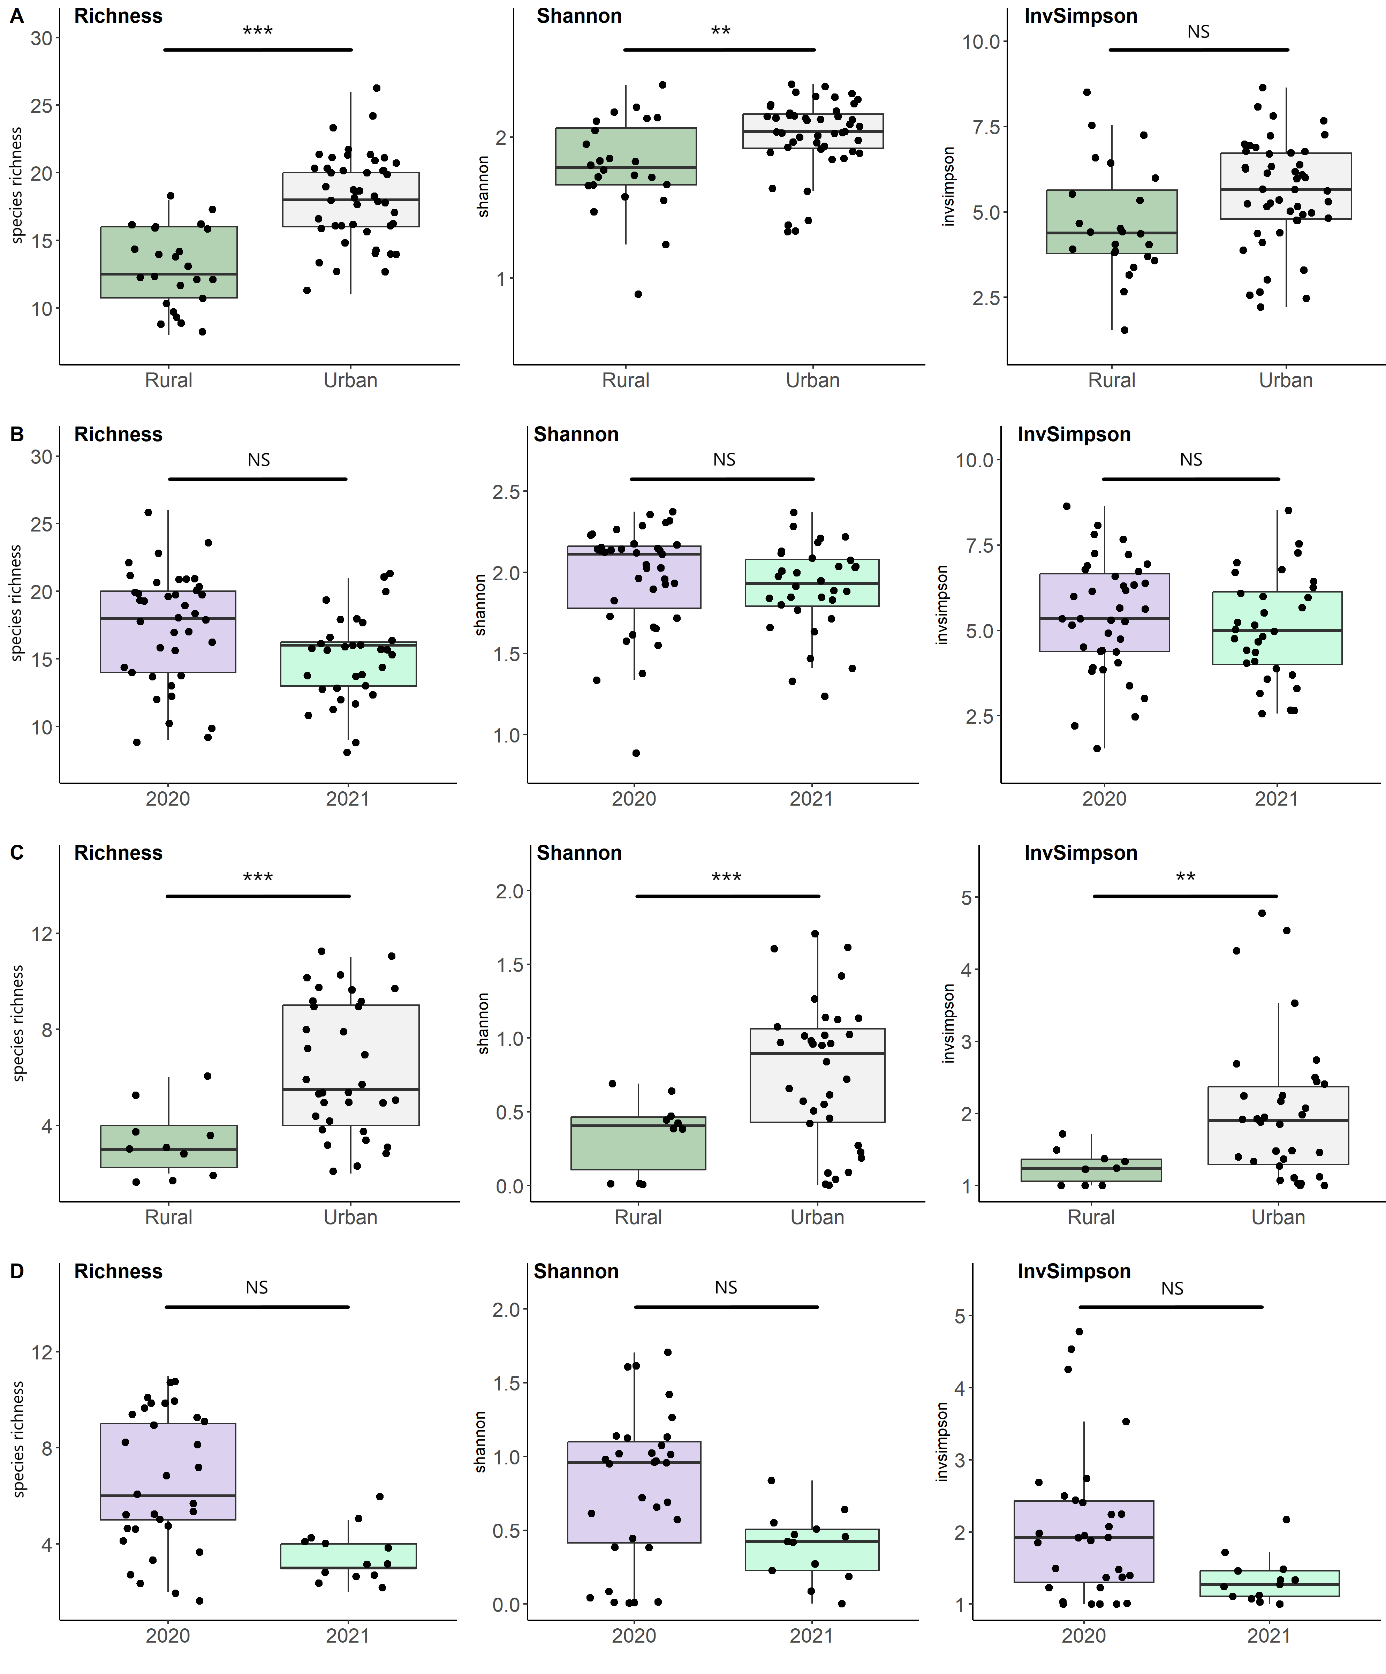 A Richness Shannon InvSimpson
*** ** NS
30 25 20 15 10
species richness
2 1
shannon
10.0 7.5 5.0 2.5
invsimpson
Rural Urban Rural Urban Rural Urban
B Richness Shannon InvSimpson
NS NS NS
30 25 20 15 10
species richness
2.5 2.0 1.5 1.0
shannon
10.0 7.5 5.0 2.5
invsimpson
2020 2021 2020 2021 2020 2021
C Richness Shannon InvSimpson
*** *** **
12 8 4
species richness
2.0 1.5 1.0 0.5 0.0
shannon
5 4 3 2 1
invsimpson
Rural Urban Rural Urban Rural Urban
D Richness Shannon InvSimpson
NS NS NS
12 8 4
species richness
2.0 1.5 1.0 0.5 0.0
shannon
5 4 3 2 1
invsimpson
2020 2021 2020 2021 2020 2021